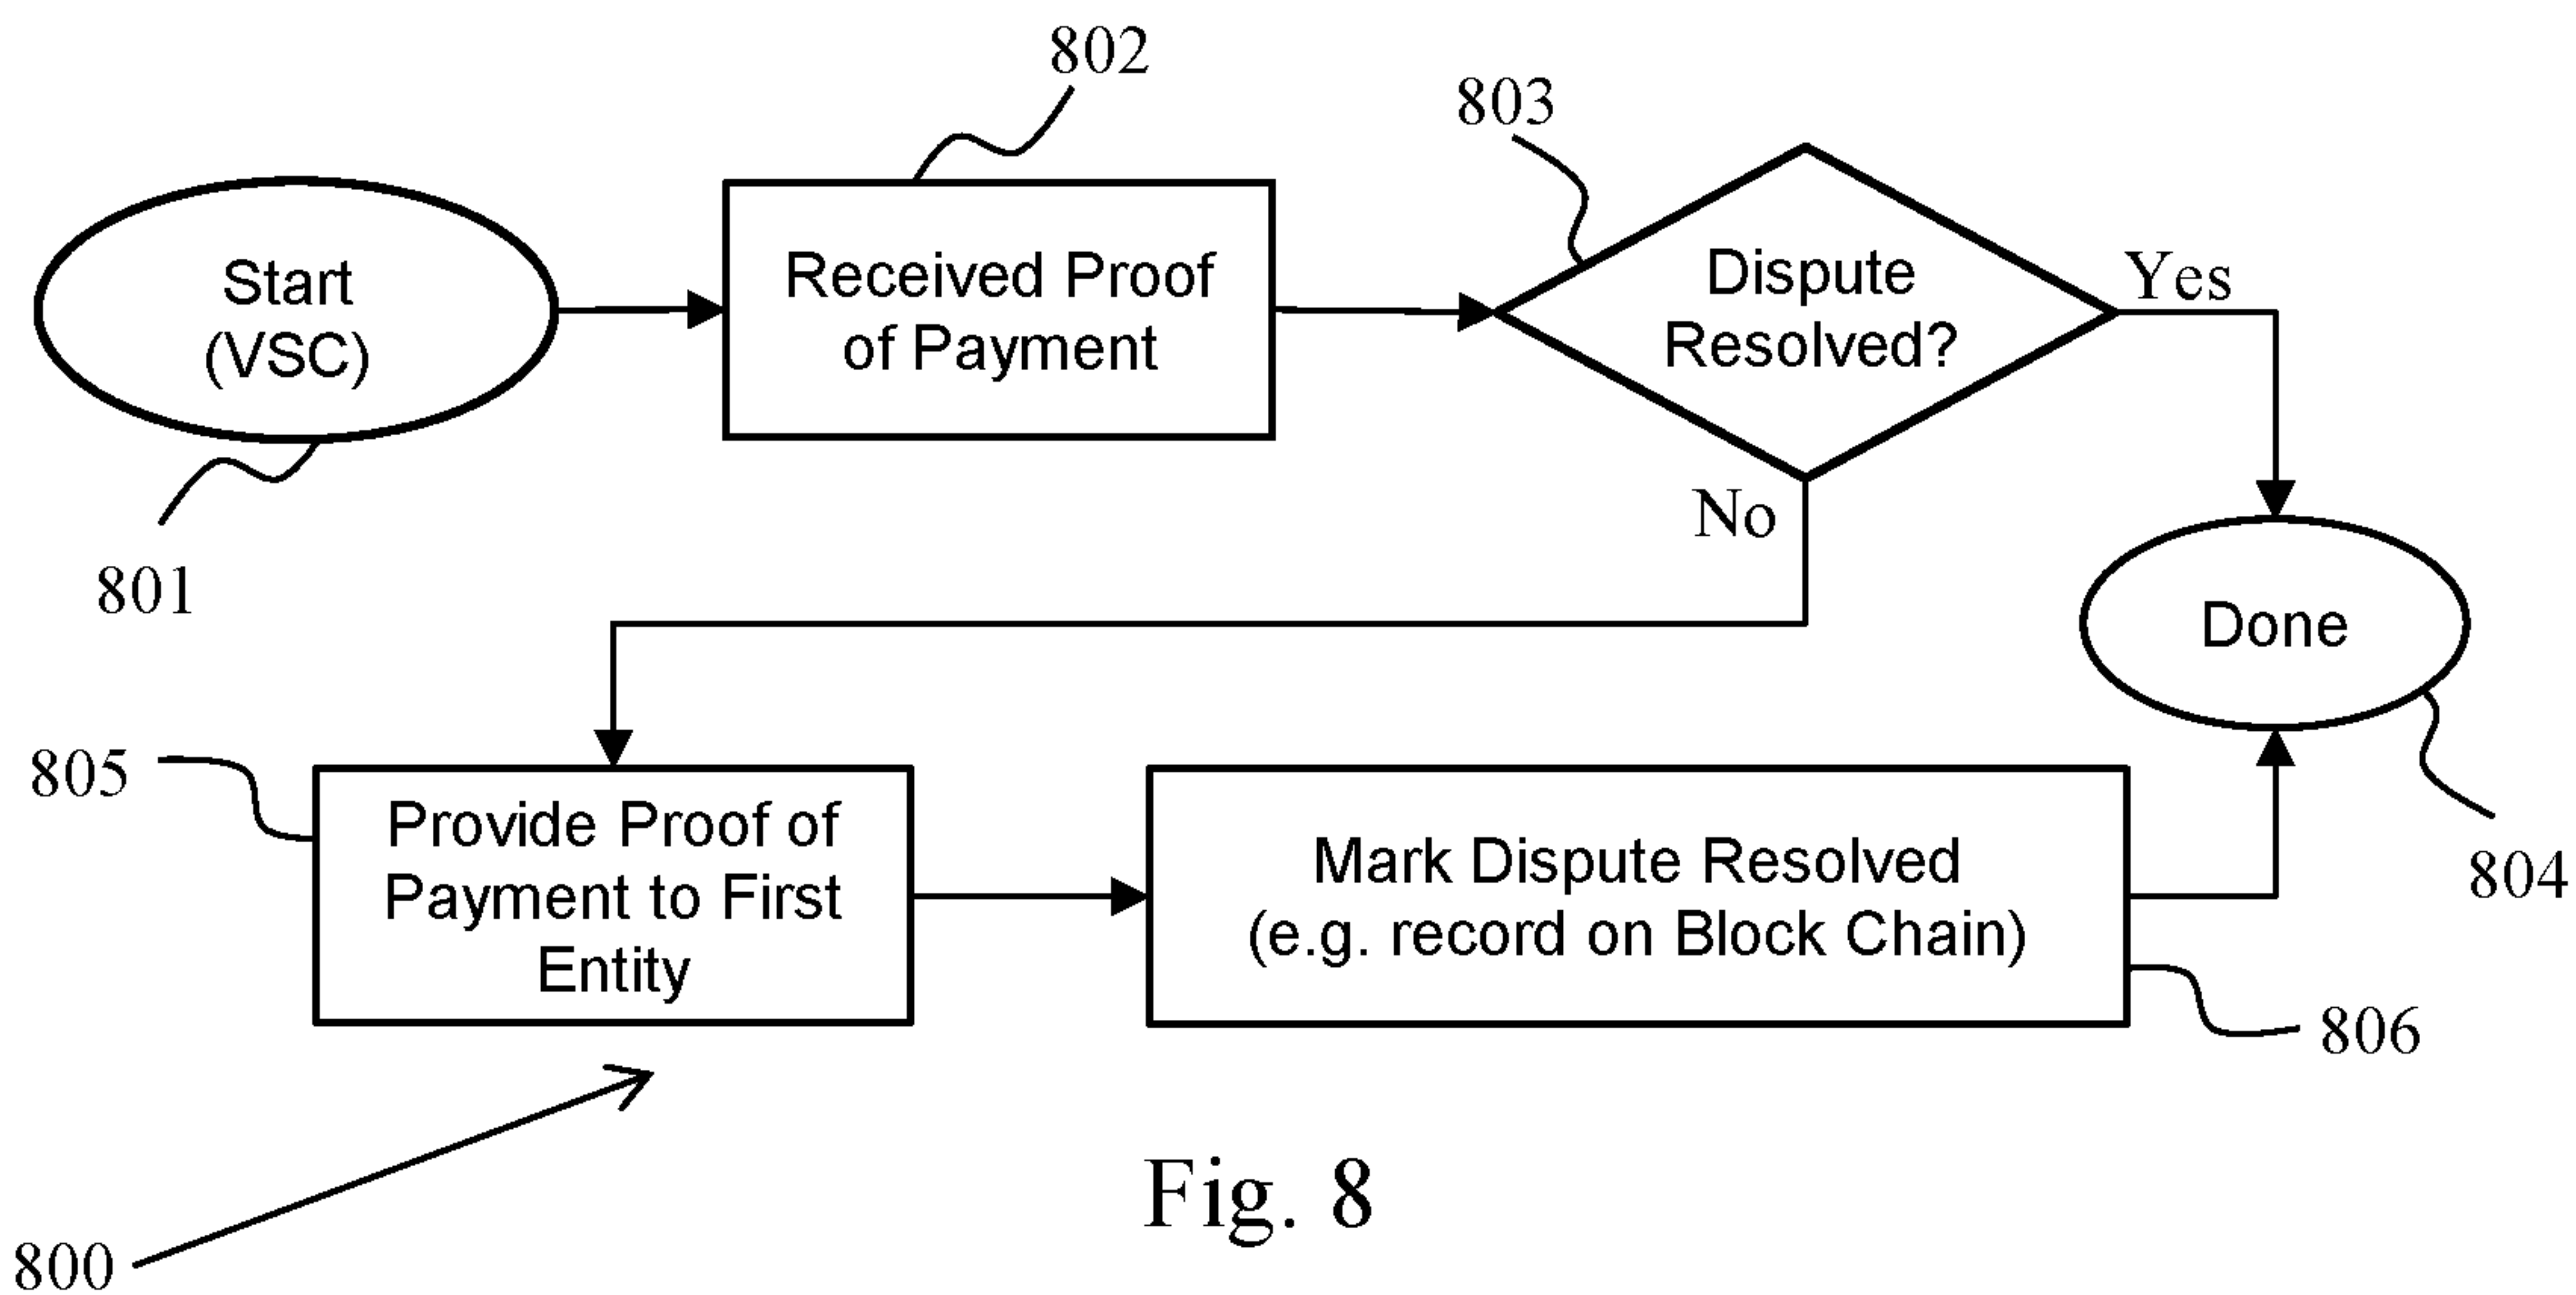 802
803
Start
(VSC)
Received Proof
of Payment
Dispute
Resolved?
Yes
No
801
Done
805
Provide Proof of
Payment to First
Entity
Mark Dispute Resolved
(e.g. record on Block Chain)
804
806
800
Fig. 8